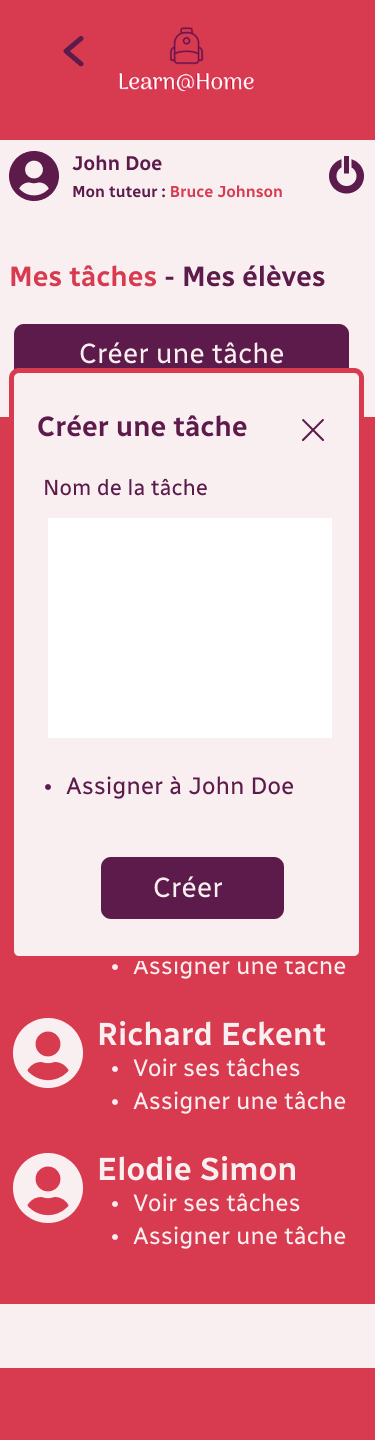 Learn@Home
John Doe
Mon tuteur : Bruce Johnson
Mes tâches - Mes élèves
Créer une tâche
Créer une tâche
Nom de la tâche
• Assigner à John Doe
Créer
• Assigner une tâche
Richard Eckent
• Voir ses tâches
• Assigner une tâche
Elodie Simon
• Voir ses tâches
• Assigner une tâche